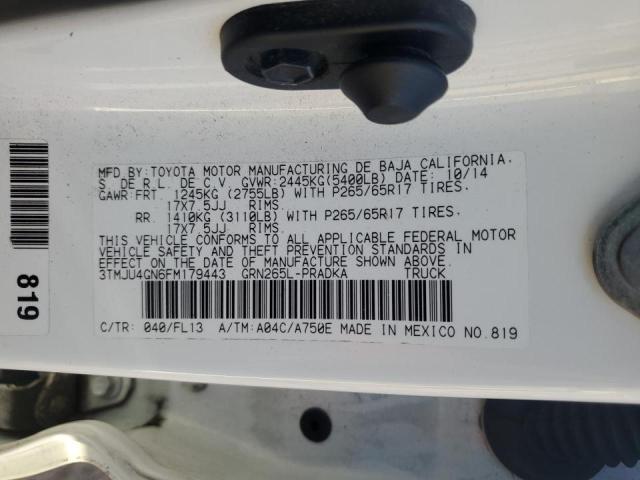 MFD.BY:TOYOTA MOTOR MANUFACTURING DE BAJA CALIFORNIA,
S. DE R.L. DE C.V. GVWR:2445KG(5400LB) DATE: 10/14
GAWR:FRT. 1245KG (2755LB) WITH P265/65R17 TIRES.
17X7.5JJ RIMS.
RR. 1410KG (3110LB) WITH P265/65R17 TIRES.
17X7.5JJ RIMS.
THIS VEHICLE CONFORMS TO ALL APPLICABLE FEDERAL MOTOR
VEHICLE SAFETY AND THEFT PREVENTION STANDARDS IN
EFFECT ON THE DATE OF MANUFACTURE SHOWN ABOVE.
3TMJU4GN6FM179443 GRN265L-PRADKA TRUCK
C/TR: 040/FL13 A/TM:A04C/A750E MADE IN MEXICO NO.819
819